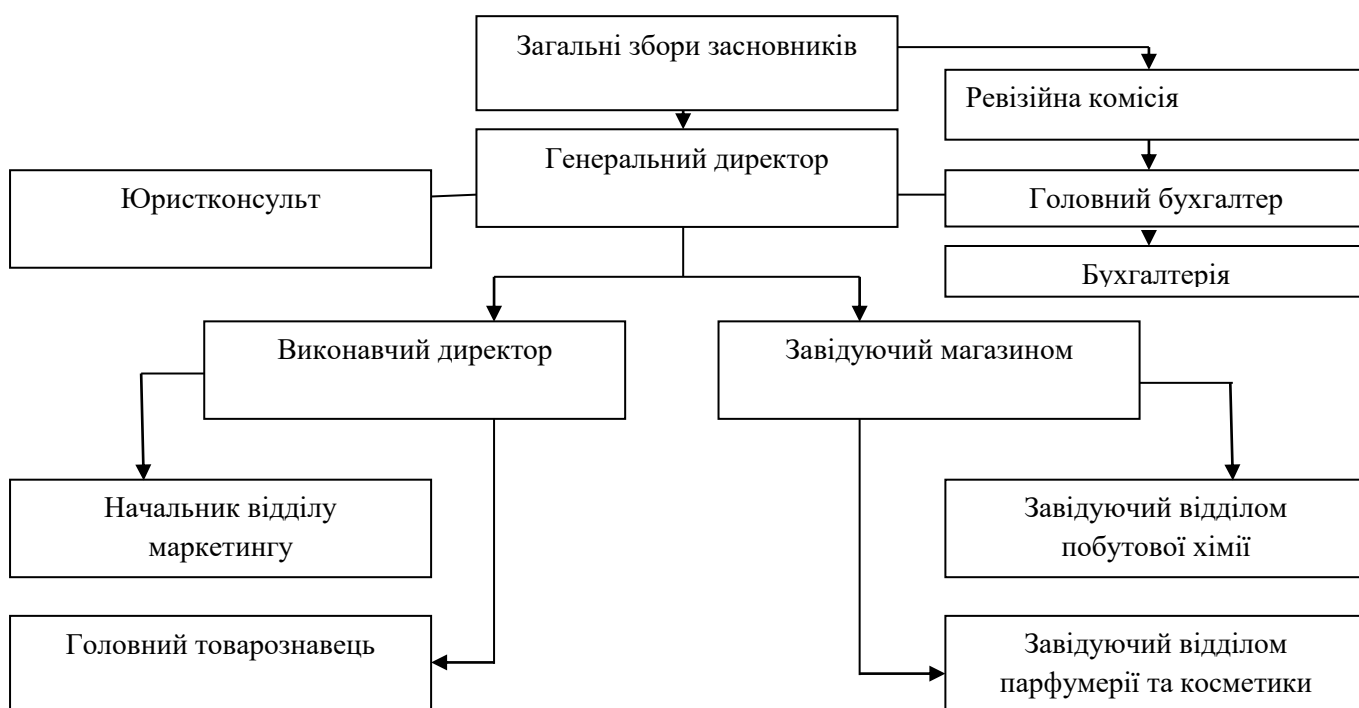 Загальні збори засновників
Ревізійна комісія
Генеральний директор
Юристконсульт
Головний бухгалтер
Бухгалтерія
Виконавчий директор
Завідуючий магазином
Начальник відділу
маркетингу
Завідуючий відділом
побутової хімії
Головний товарознавець
Завідуючий відділом
парфумерії та косметики